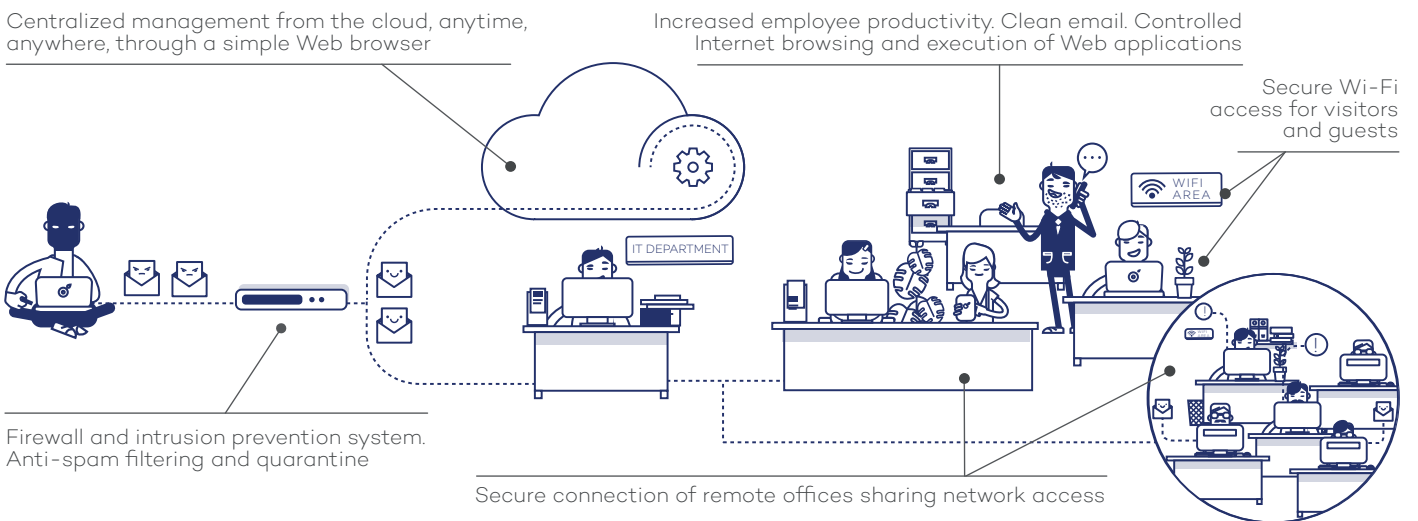 Centralized management from the cloud, anytime,
anywhere, through a simple Web browser
Increased employee productivity. Clean email. Controlled
Internet browsing and execution of Web applications
Secure Wi-Fi
access for visitors
and guests
WIFI
AREA
IT DEPARTMENT
Firewall and intrusion prevention system.
Anti-spam filtering and quarantine
Secure connection of remote offices sharing network access